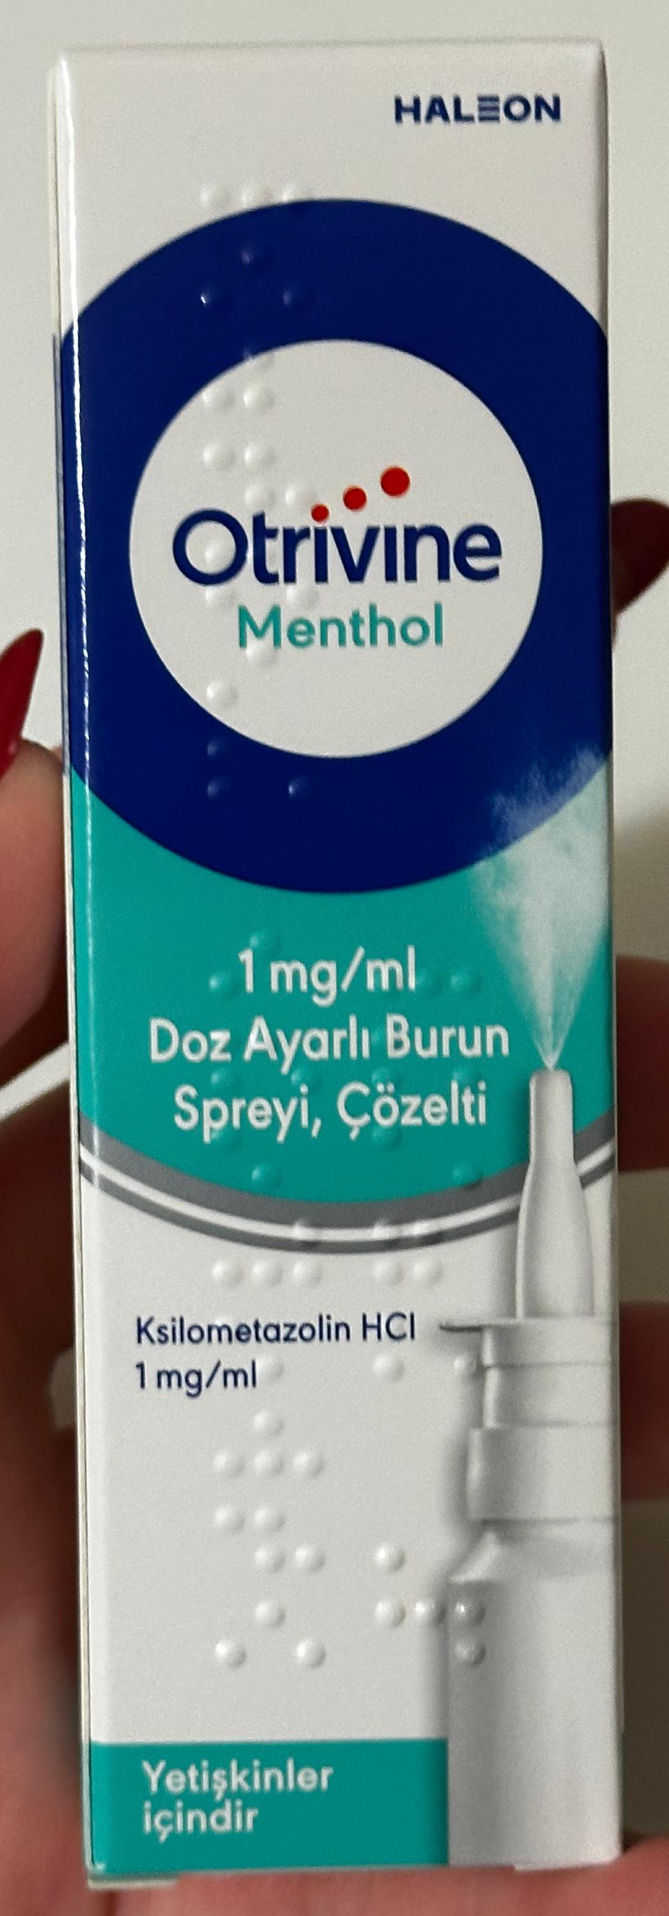 HALEON
Otrivine
Menthol
1 mg/ml
Doz Ayarlı Burun
Spreyi, Çözelti
Ksilometazolin HCl
1 mg/ml
Yetişkinler
içindir